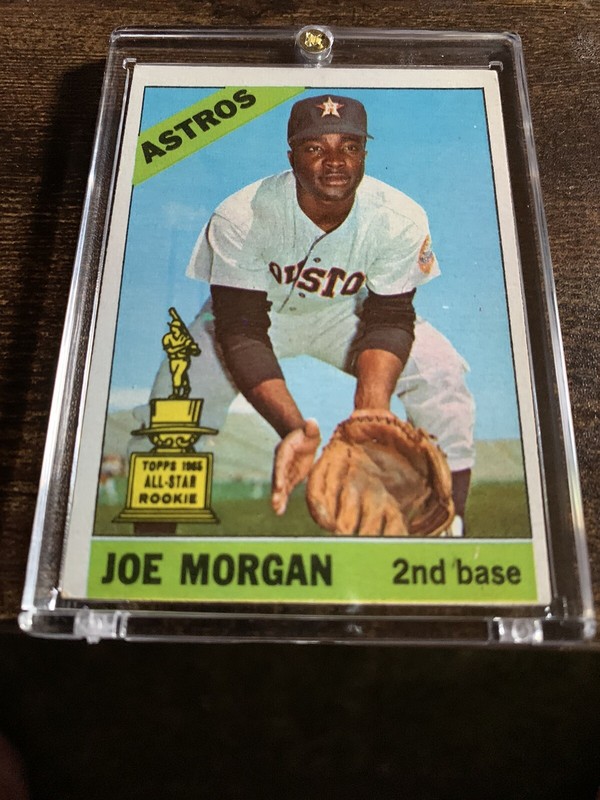 ASTROS
OUSTO
TOPPS 1965
ALL-STAR
ROOKIE
JOE MORGAN
2nd base